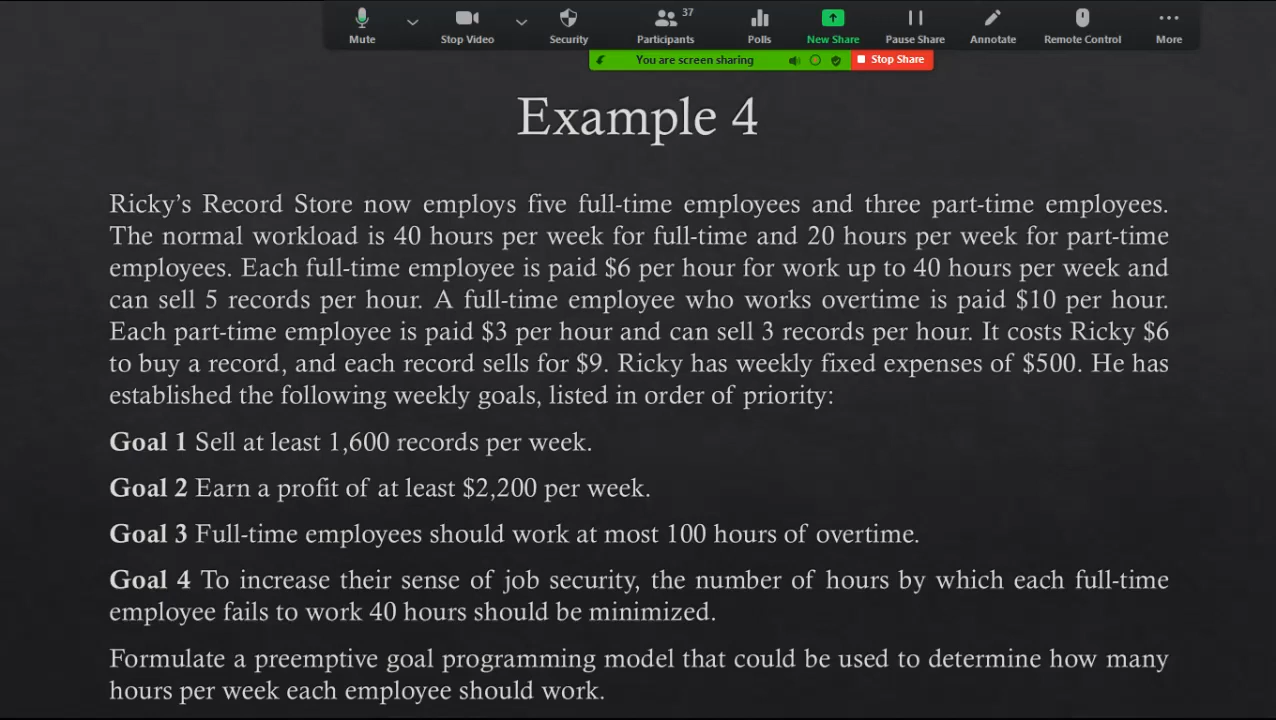 37
Mute
Stop Video
Security
Participants
Polls
New Share
Pause Share
Annotate
Remote Control
More
You are screen sharing
Stop Share
Example 4
Ricky's Record Store now employs five full-time employees and three part-time employees.
The normal workload is 40 hours per week for full-time and 20 hours per week for part-time
employees. Each full-time employee is paid $6 per hour for work up to 40 hours per week and
can sell 5 records per hour. A full-time employee who works overtime is paid $10 per hour.
Each part-time employee is paid $3 per hour and can sell 3 records per hour. It costs Ricky $6
to buy a record, and each record sells for $9. Ricky has weekly fixed expenses of $500. He has
established the following weekly goals, listed in order of priority:
Goal 1 Sell at least 1,600 records per week.
Goal 2 Earn a profit of at least $2,200 per week.
Goal 3 Full-time employees should work at most 100 hours of overtime.
Goal 4 To increase their sense of job security, the number of hours by which each full-time
employee fails to work 40 hours should be minimized.
Formulate a preemptive goal programming model that could be used to determine how many
hours per week each employee should work.